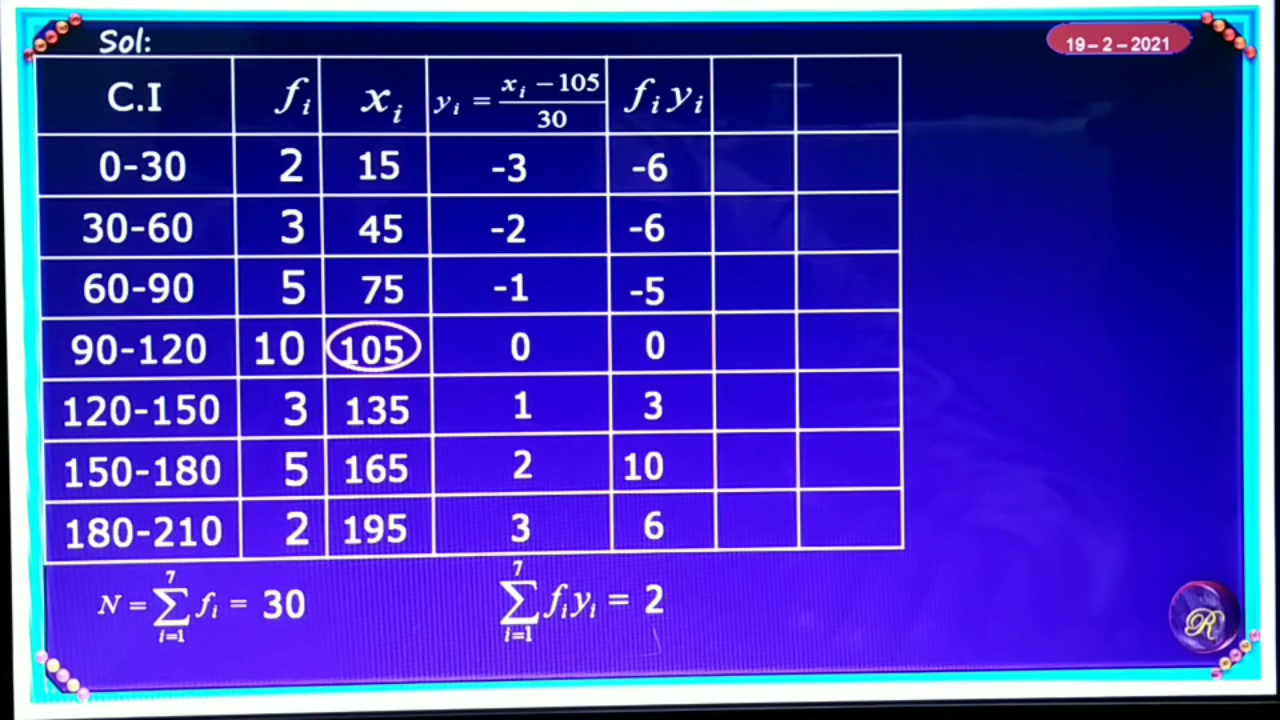 Sol:
19-2-2021
C.I fᵢ xᵢ yᵢ = (xᵢ − 105)/30 fᵢyᵢ
0-30 2 15 -3 -6
30-60 3 45 -2 -6
60-90 5 75 -1 -5
90-120 10 105 0 0
120-150 3 135 1 3
150-180 5 165 2 10
180-210 2 195 3 6
N = ∑_{i=1}^{7} fᵢ = 30 ∑_{i=1}^{7} fᵢyᵢ = 2
R